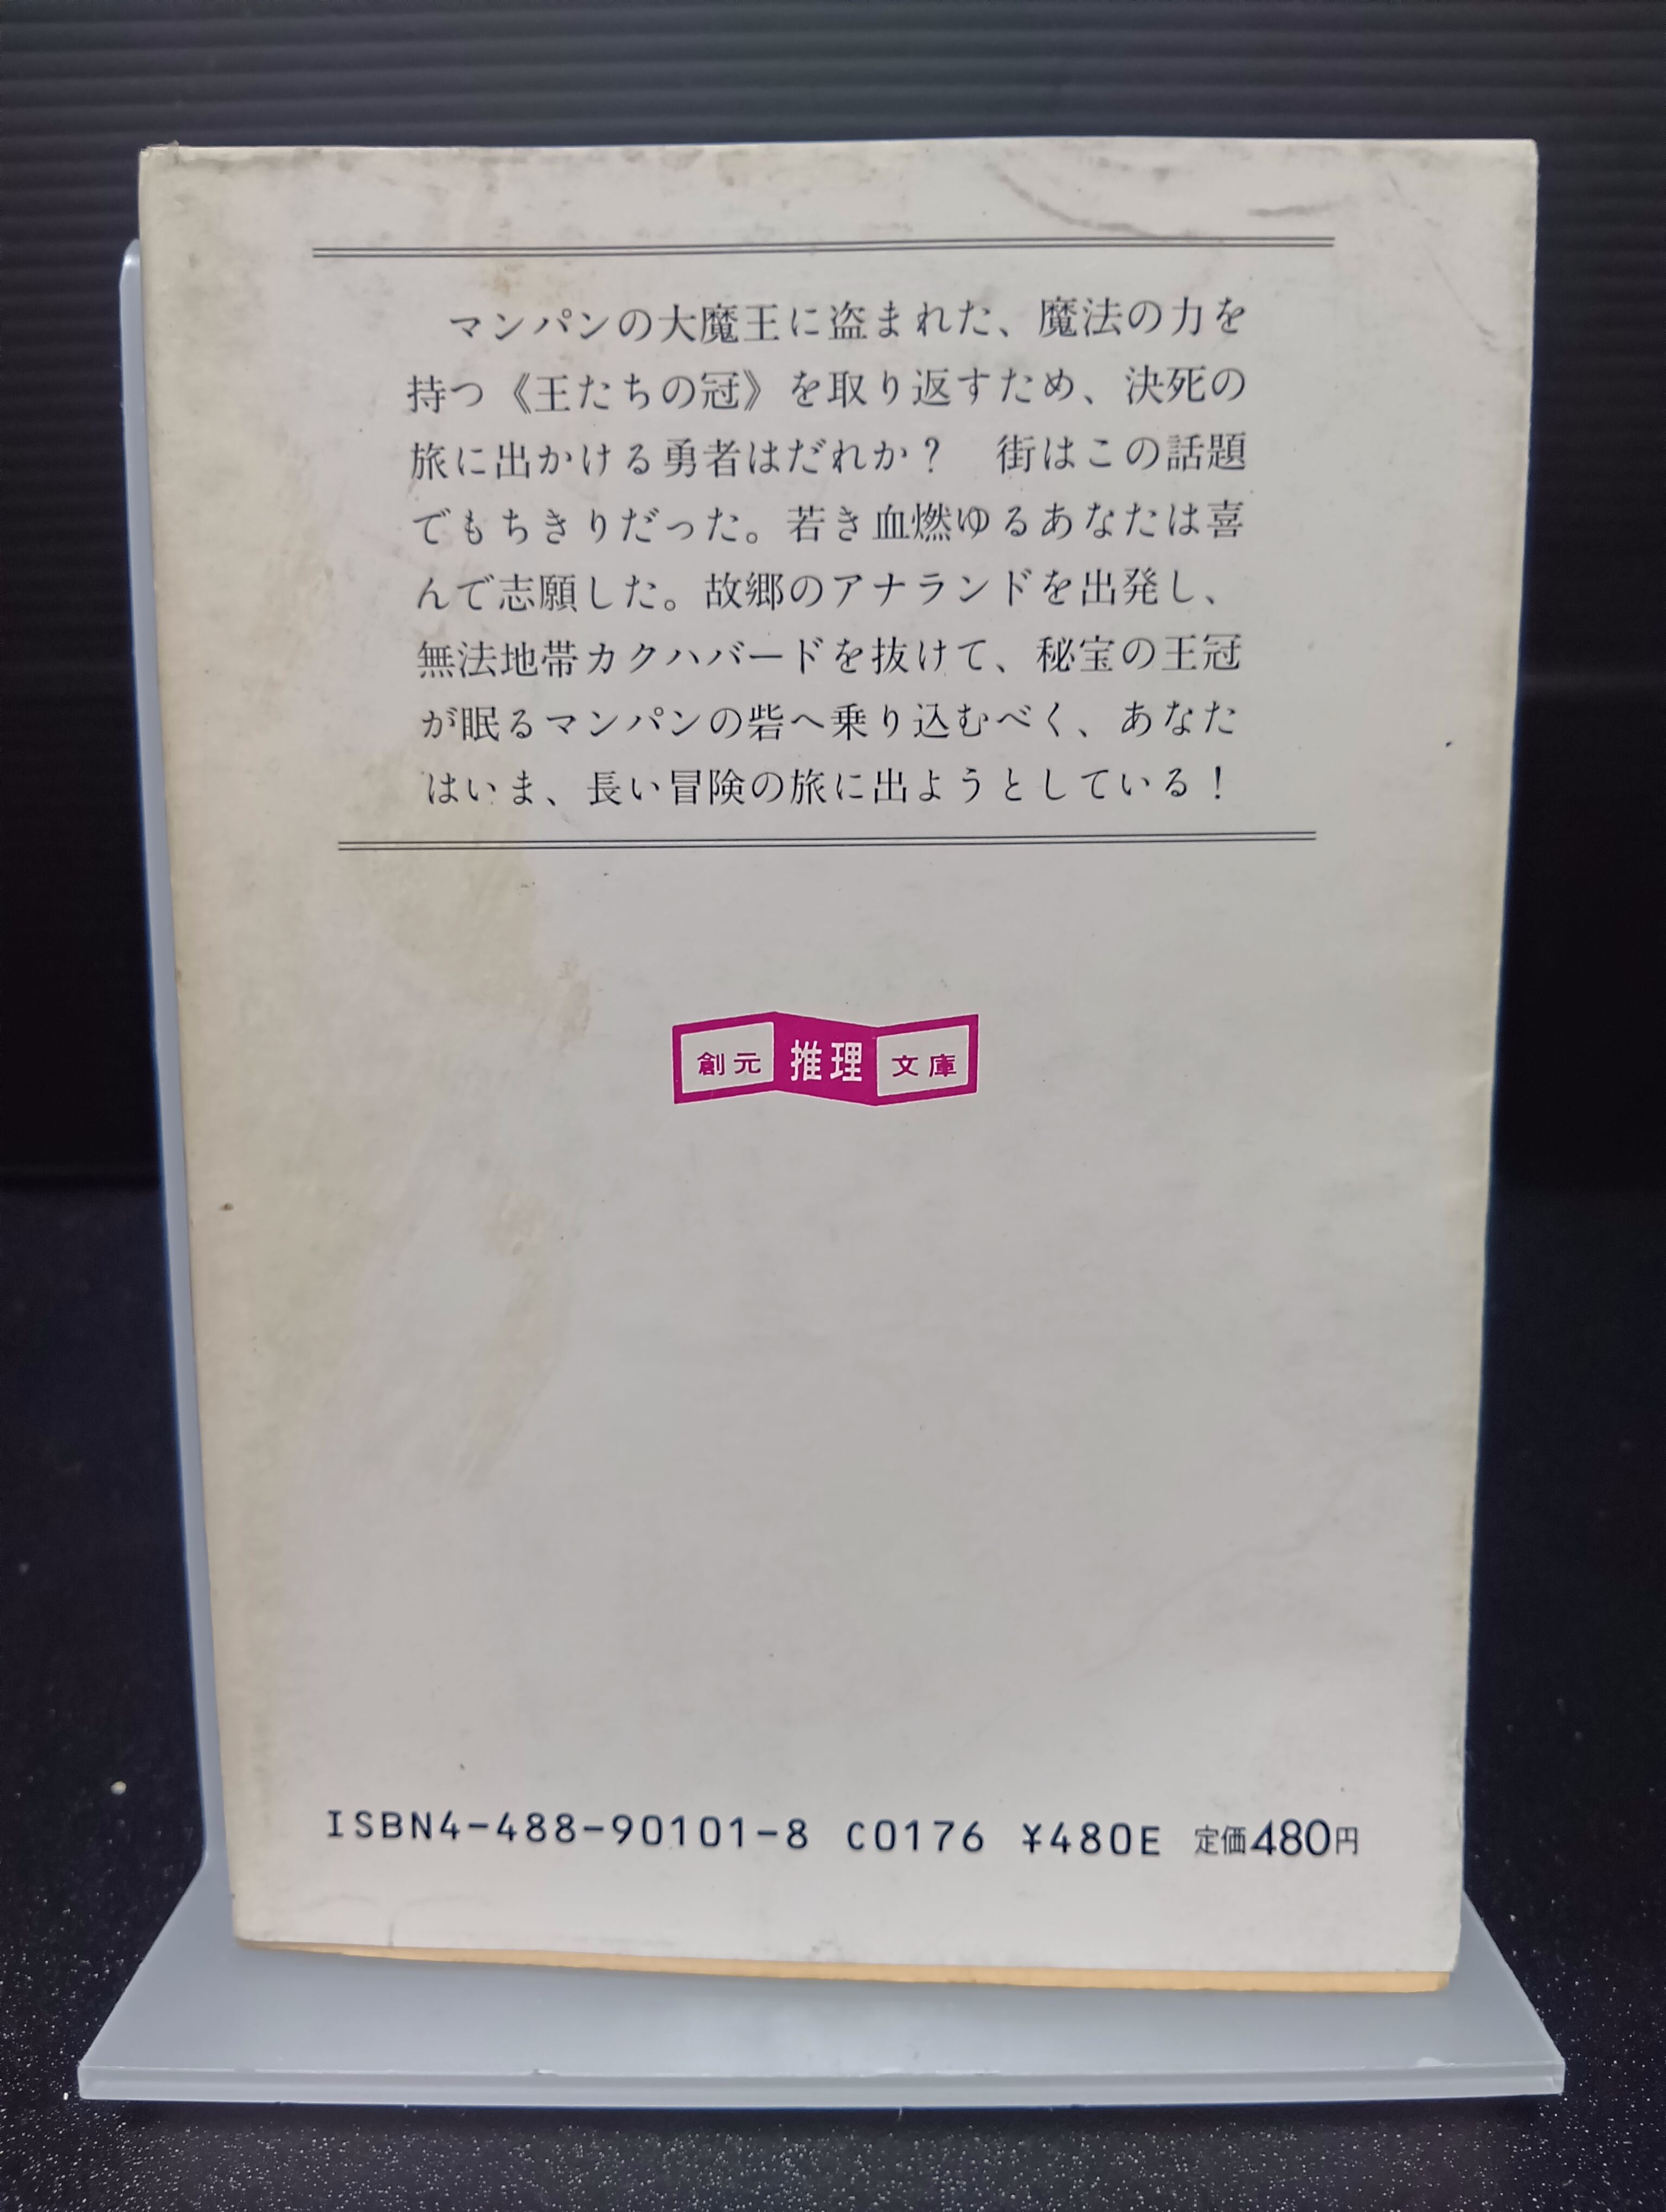 マンパンの大魔王に盗まれた、魔法の力を
持つ《王たちの冠》を取り返すため、決死の
旅に出かける勇者はだれか？　街はこの話題
でもちきりだった。若き血燃ゆるあなたは喜
んで志願した。故郷のアナランドを出発し、
無法地帯カクハバードを抜けて、秘宝の王冠
が眠るマンパンの砦へ乗り込むべく、あなた
はいま、長い冒険の旅に出ようとしている！
創元推理文庫
ISBN4-488-90101-8 C0176 ¥480E 定価480円